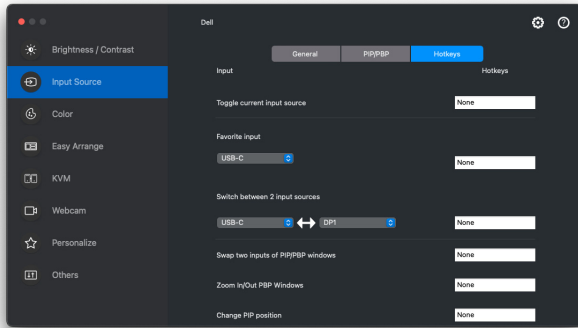 Dell
Brightness / Contrast
Input Source
Color
Easy Arrange
KVM
Webcam
Personalize
Others
General PIP/PBP Hotkeys
Input Hotkeys
Toggle current input source None
Favorite input
USB-C None
Switch between 2 input sources
USB-C DP1 None
Swap two inputs of PIP/PBP windows None
Zoom In/Out PBP Windows None
Change PIP position None